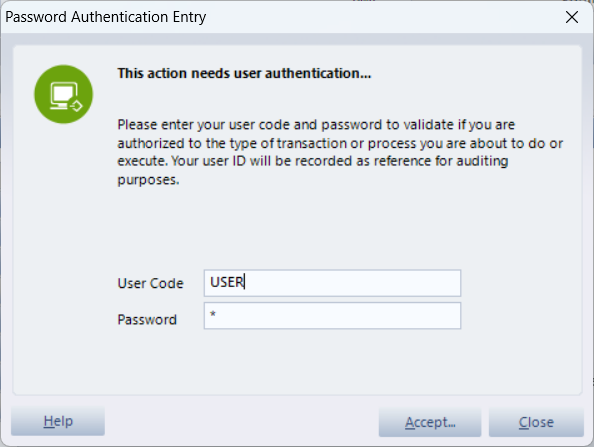 Password Authentication Entry
This action needs user authentication...
Please enter your user code and password to validate if you are
authorized to the type of transaction or process you are about to do or
execute. Your user ID will be recorded as reference for auditing
purposes.
User Code USER
Password *
Help Accept... Close